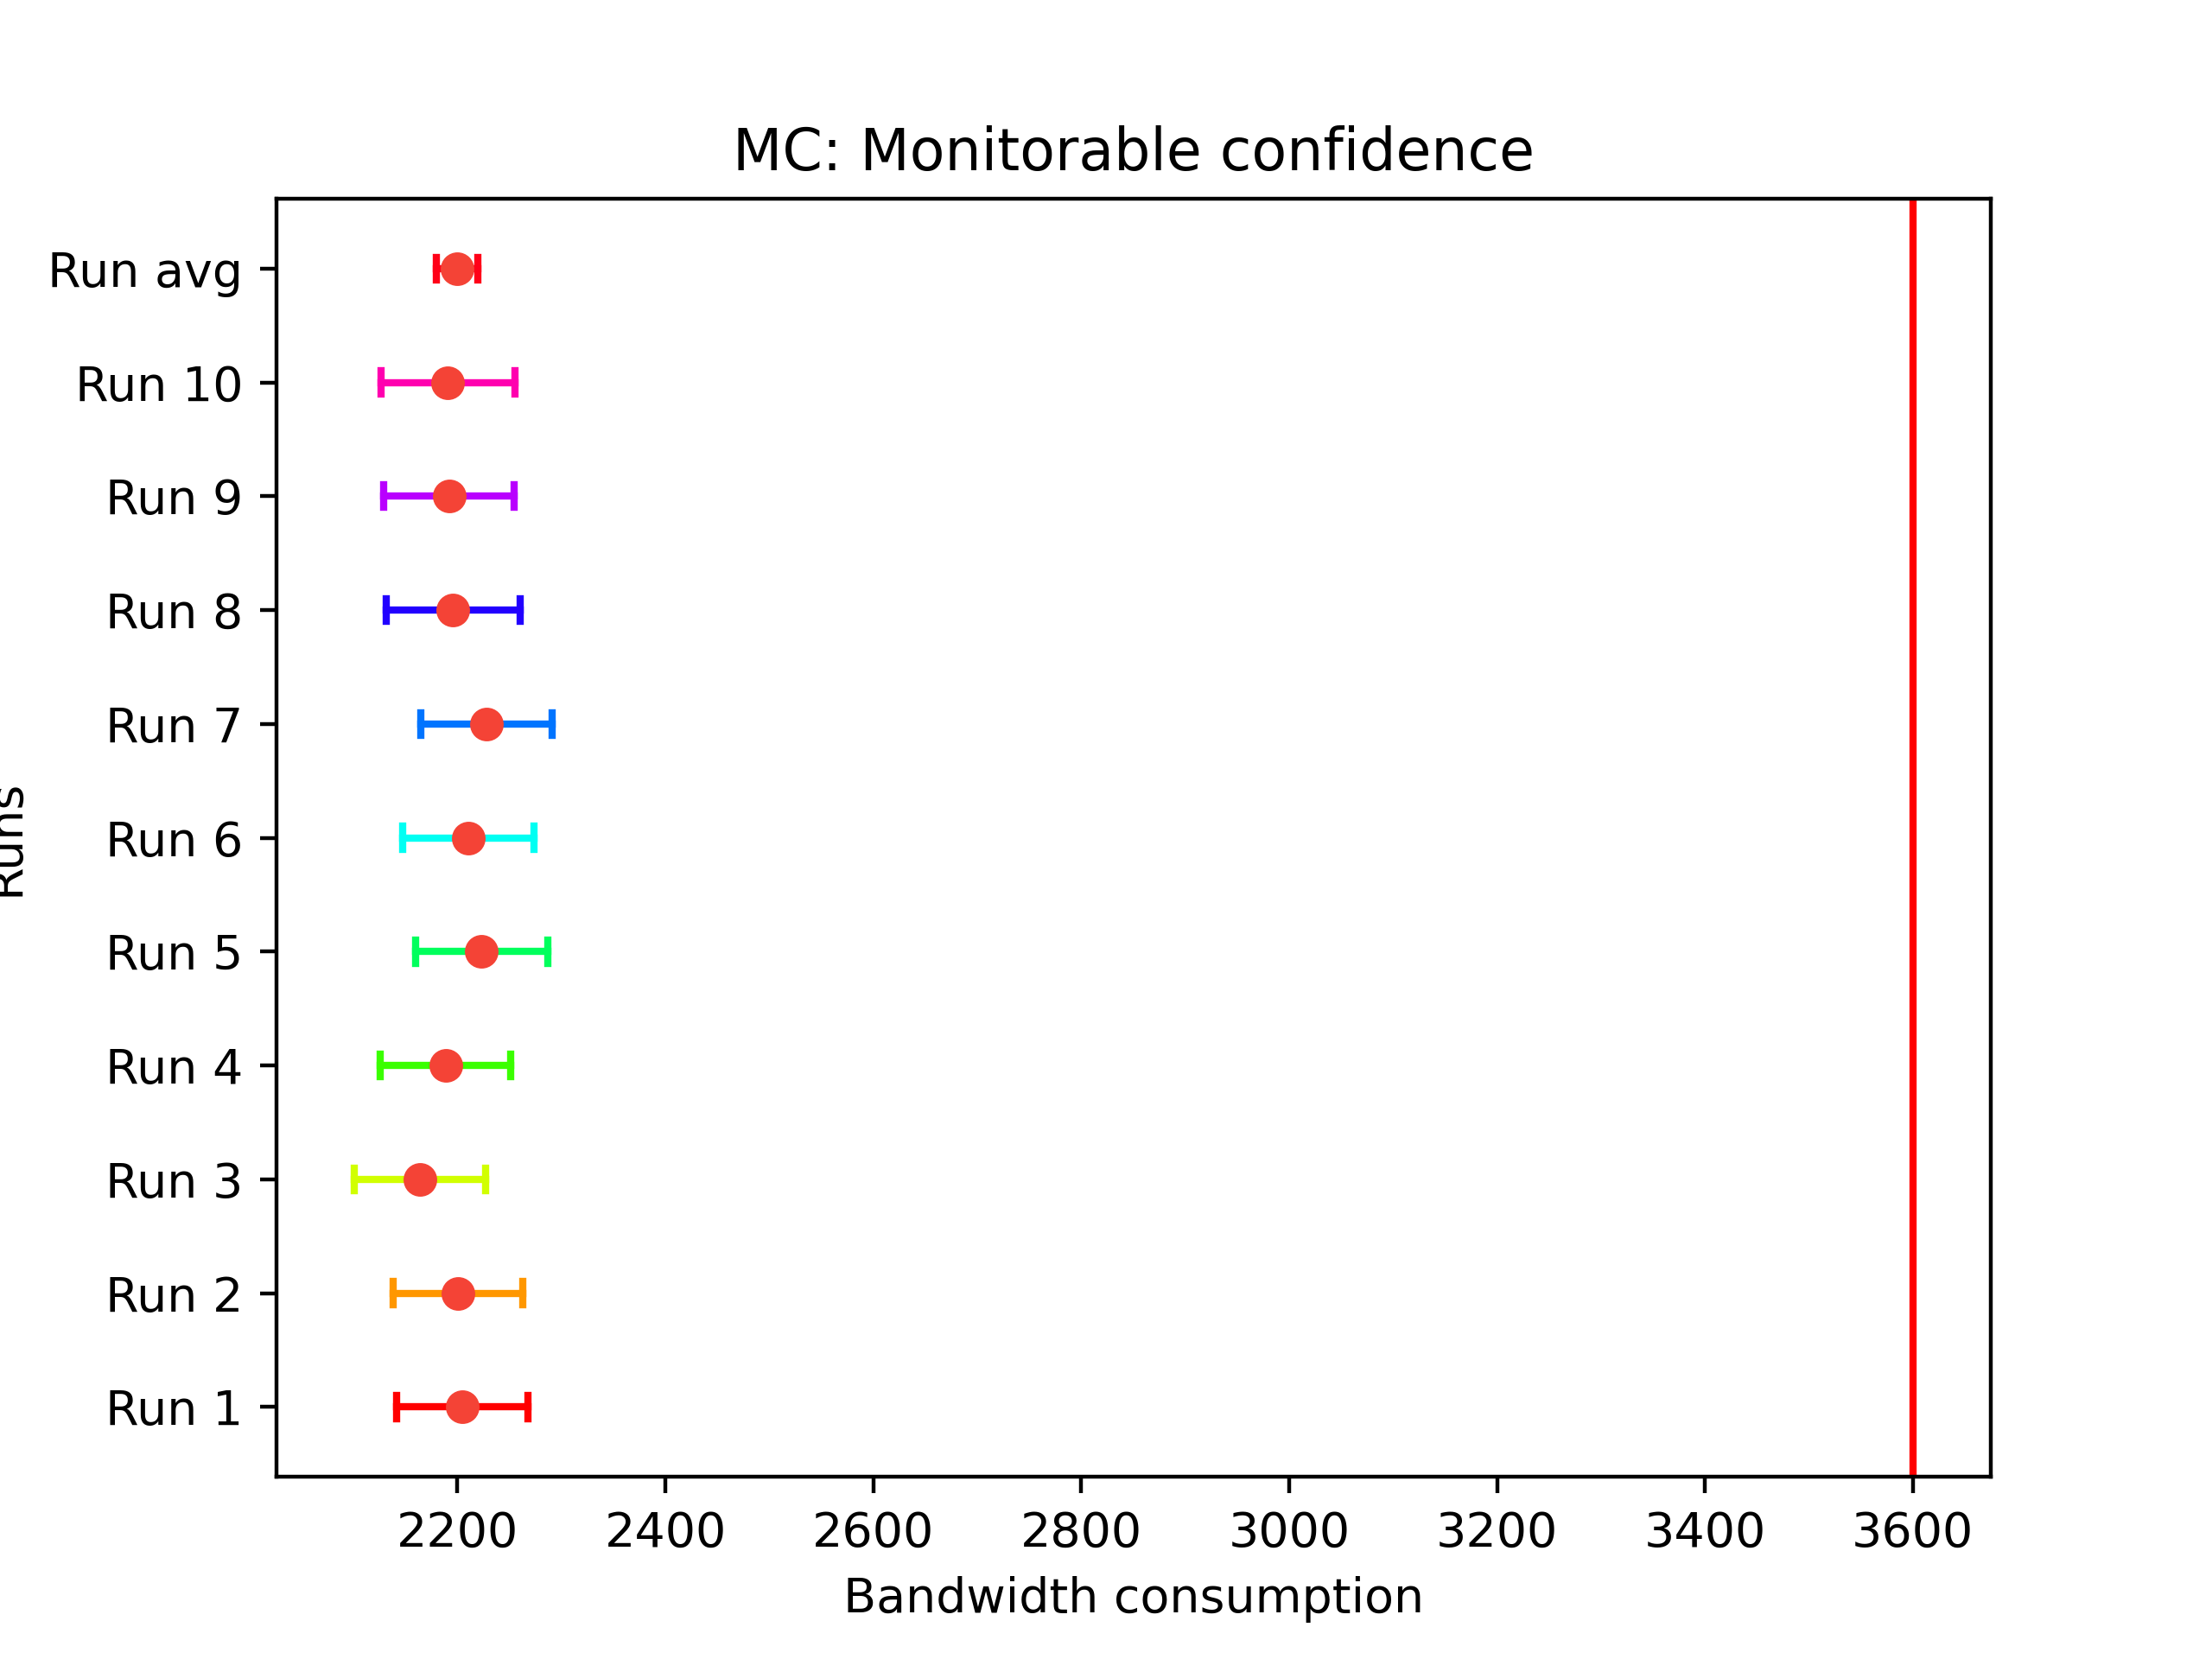 MC: Monitorable confidence
Run avg
Run 10
Run 9
Run 8
Run 7
Run 6
Run 5
Run 4
Run 3
Run 2
Run 1
Runs
2200 2400 2600 2800 3000 3200 3400 3600
Bandwidth consumption